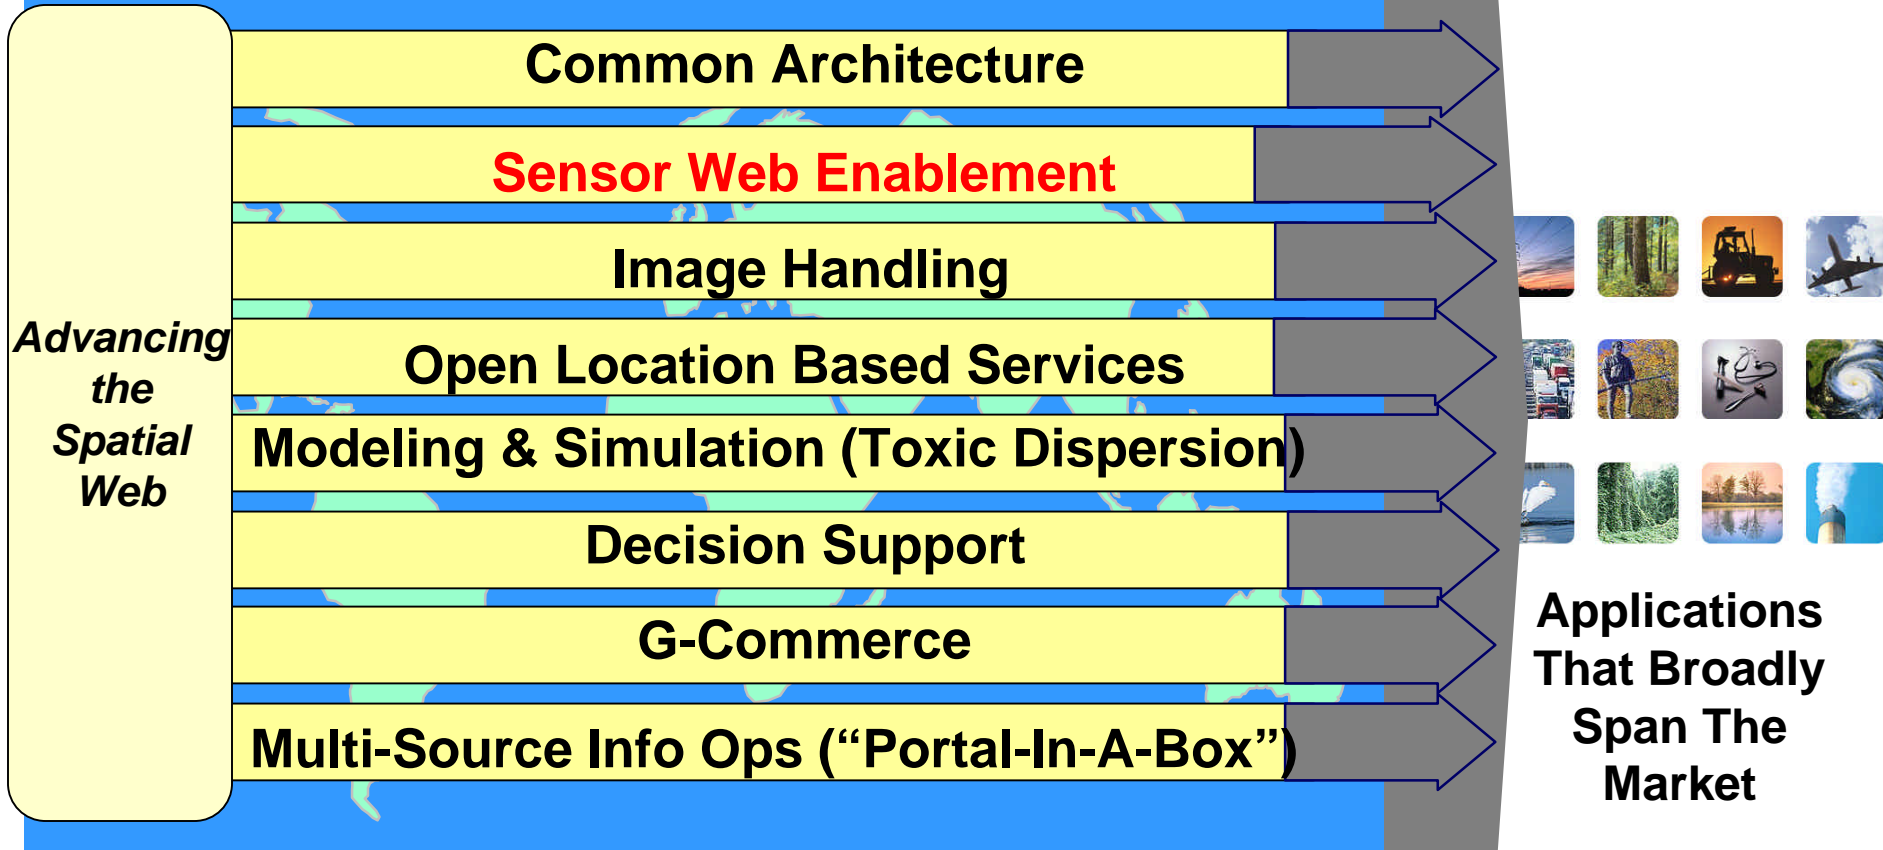 Advancing
the
Spatial
Web
Common Architecture
Sensor Web Enablement
Image Handling
Open Location Based Services
Modeling & Simulation (Toxic Dispersion)
Decision Support
G-Commerce
Multi-Source Info Ops (“Portal-In-A-Box”)
Applications
That Broadly
Span The
Market